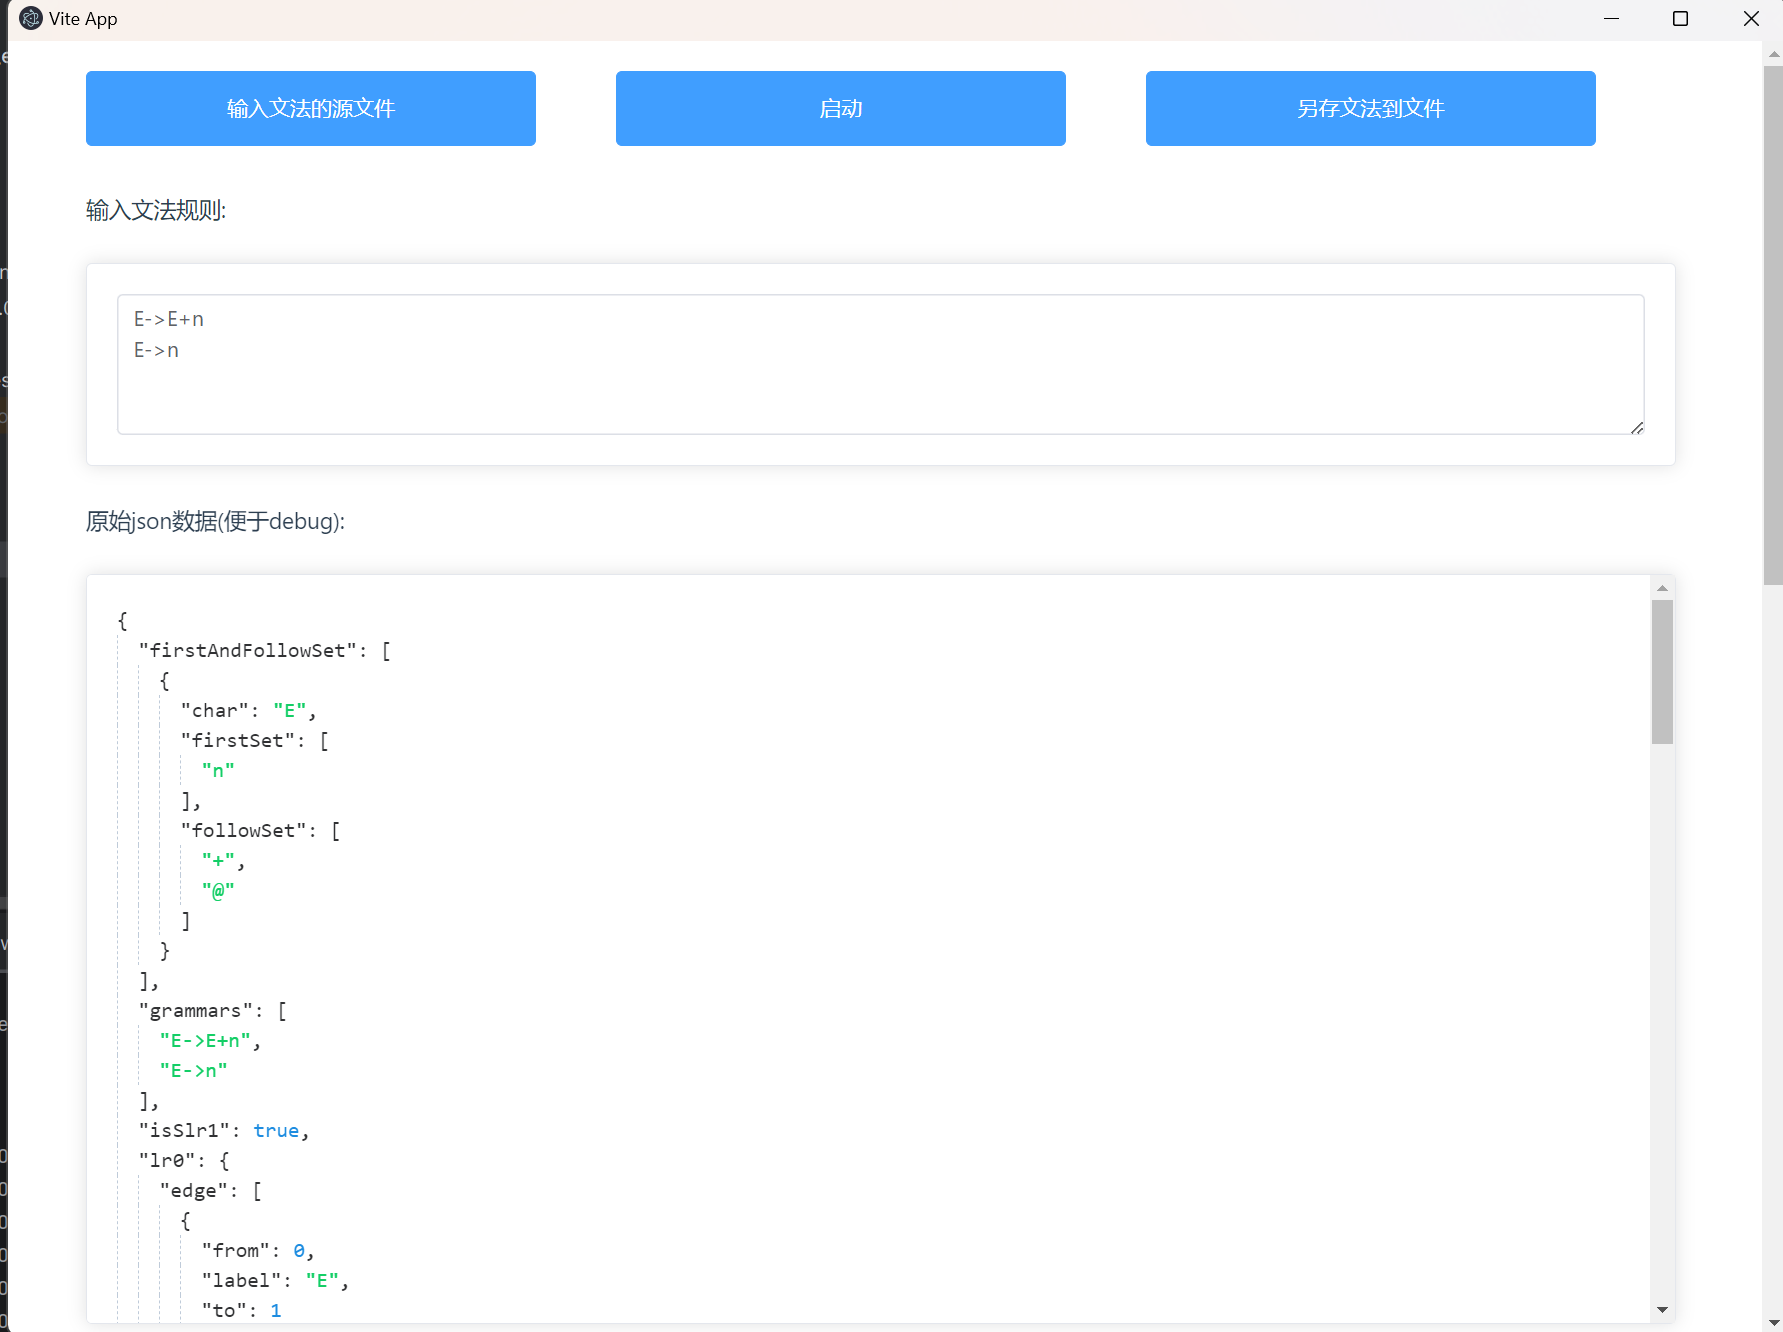 Vite App
输入文法的源文件
启动
另存文法到文件
输入文法规则:
E->E+n
E->n
原始json数据(便于debug):
{
"firstAndFollowSet": [
{
"char": "E",
"firstSet": [
"n"
],
"followSet": [
"+",
"@"
]
}
],
"grammars": [
"E->E+n",
"E->n"
],
"isSlr1": true,
"lr0": {
"edge": [
{
"from": 0,
"label": "E",
"to": 1